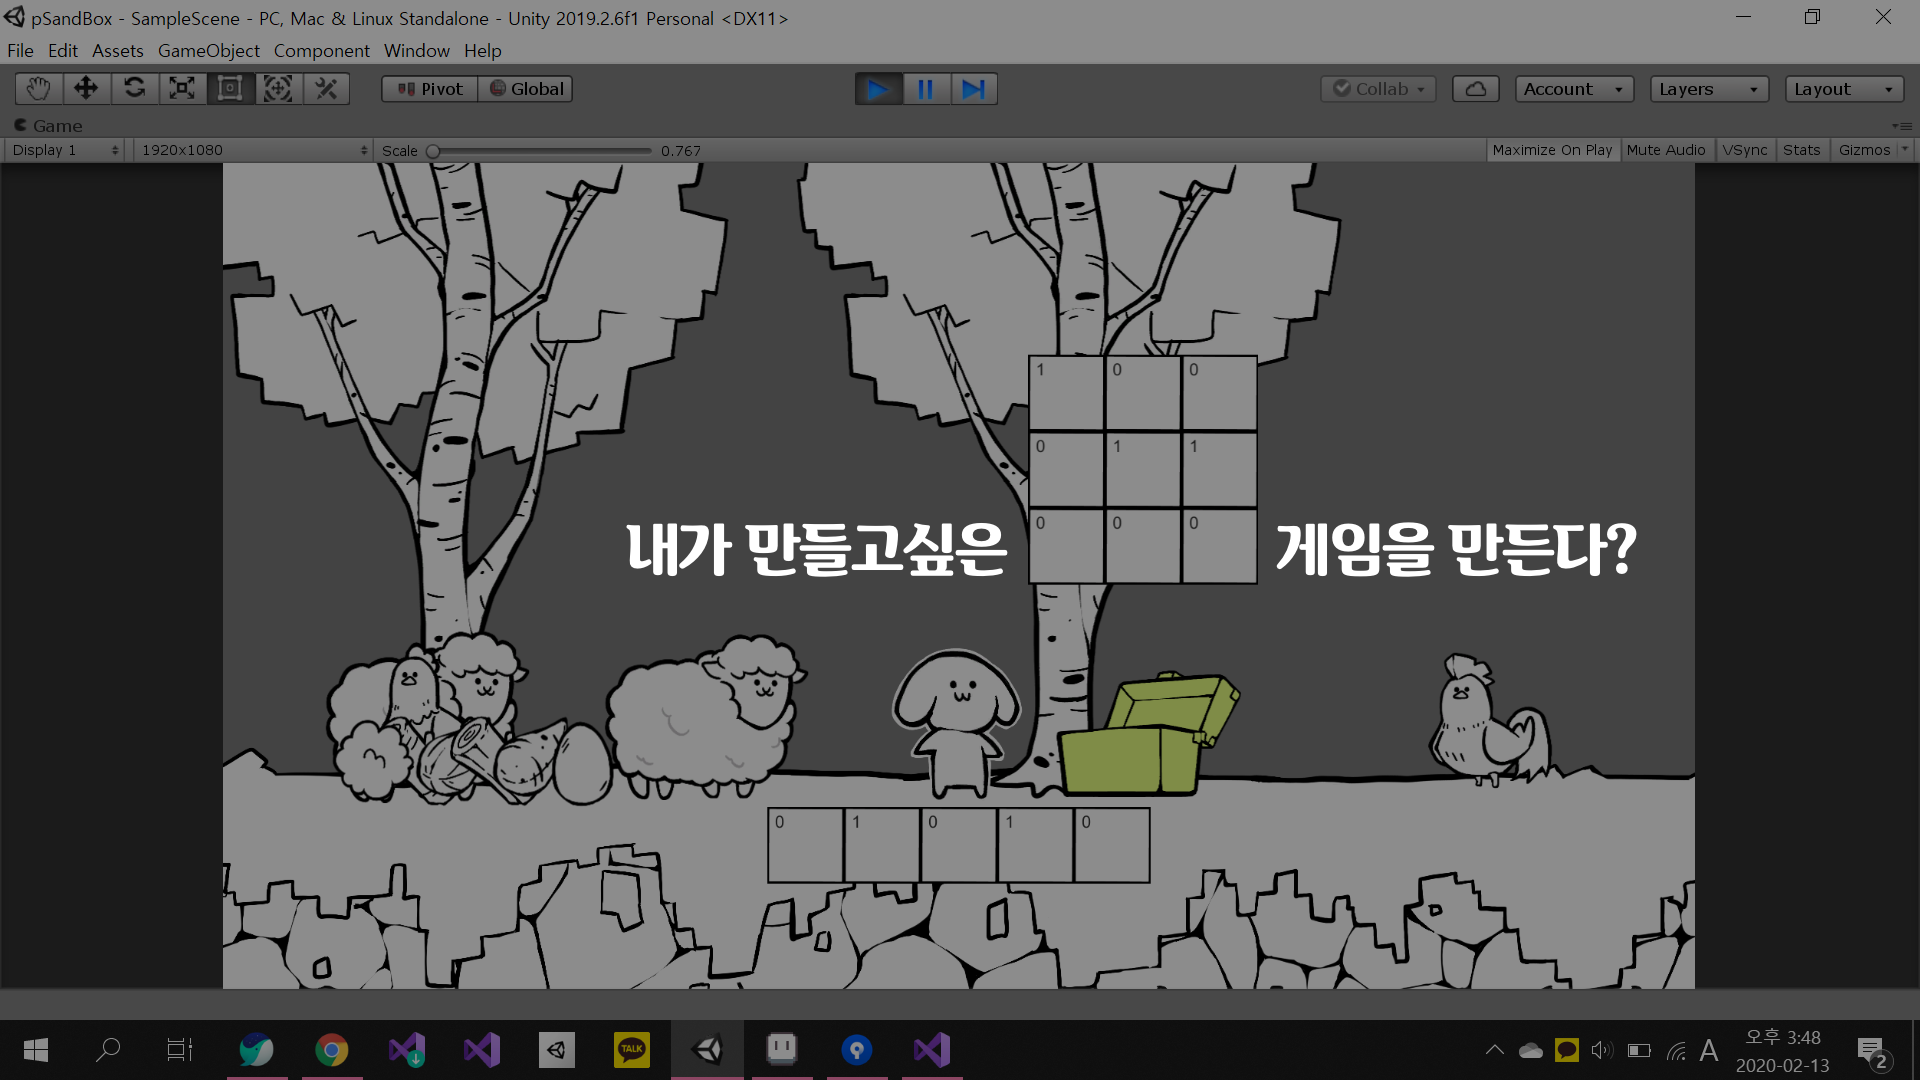 pSandBox - SampleScene - PC, Mac & Linux Standalone - Unity 2019.2.6f1 Personal <DX11>
File Edit Assets GameObject Component Window Help
Pivot Global Collab Account Layers Layout
Game
Display 1 1920x1080 Scale 0.767 Maximize On Play Mute Audio VSync Stats Gizmos
1 0 0
0 1 1
0 0 0
내가 만들고싶은 게임을 만든다?
0 1 0 1 0
TALK
A
오후 3:48
2020-02-13
2